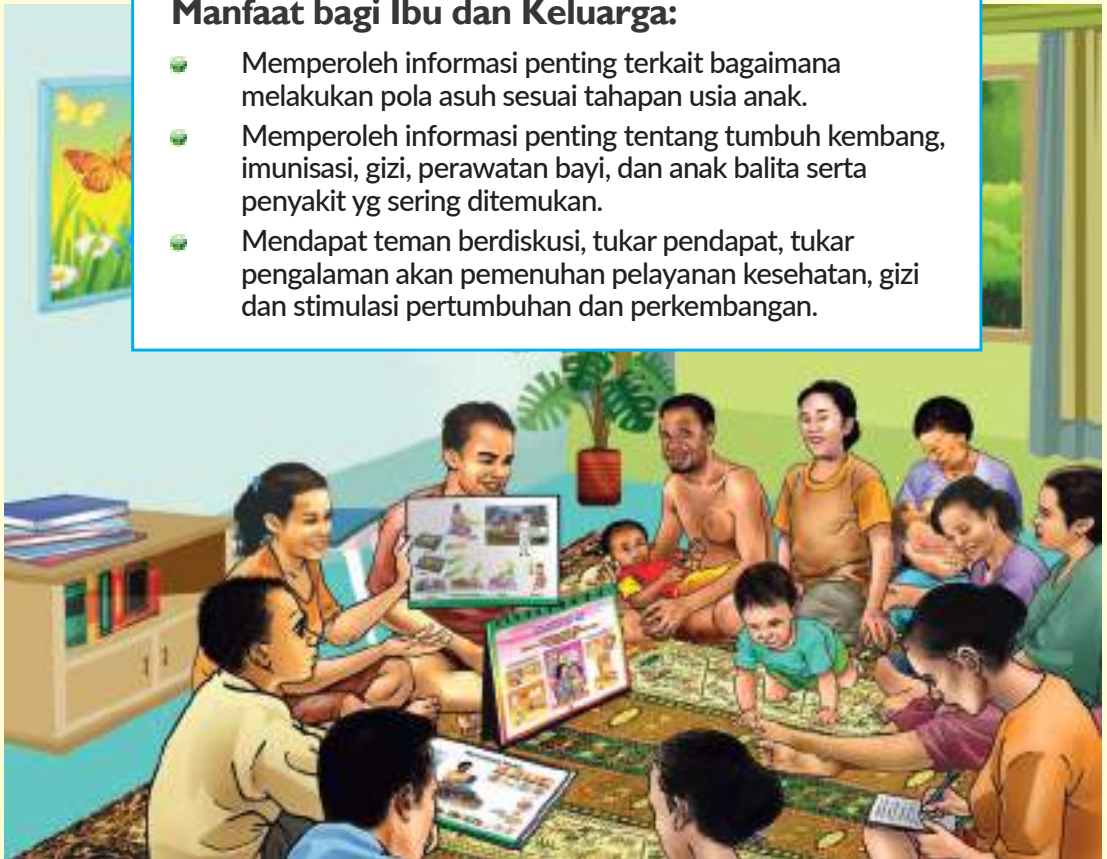 Manfaat bagi Ibu dan Keluarga:
Memperoleh informasi penting terkait bagaimana
melakukan pola asuh sesuai tahapan usia anak.
Memperoleh informasi penting tentang tumbuh kembang,
imunisasi, gizi, perawatan bayi, dan anak balita serta
penyakit yg sering ditemukan.
Mendapat teman berdiskusi, tukar pendapat, tukar
pengalaman akan pemenuhan pelayanan kesehatan, gizi
dan stimulasi pertumbuhan dan perkembangan.